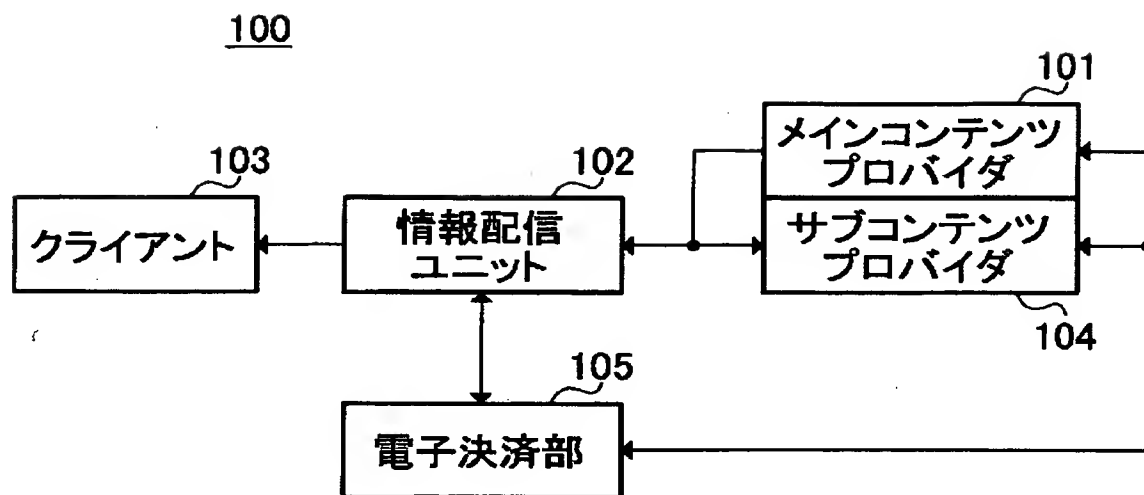 100
101
メインコンテンツ
プロバイダ
103
クライアント
102
情報配信
ユニット
サブコンテンツ
プロバイダ
104
105
電子決済部